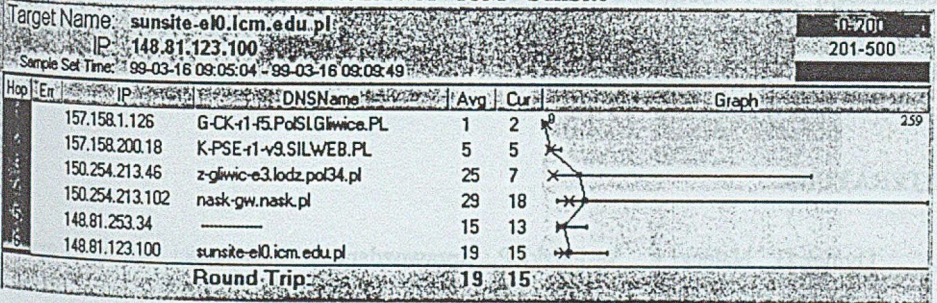 Target Name: sunsite-el0.icm.edu.pl
IP: 148.81.123.100
Sample Set Time: 99-03-16 09:05:04 - 99-03-16 09:09:49
0-200
201-500
Hop Err IP DNSName Avg Cur Graph
157.158.1.126 G-CK-r1-f5.PolSl.Gliwice.PL 1 2 0 259
157.158.200.18 K-PSE-r1-v9.SILWEB.PL 5 5
150.254.213.46 z-gliwic-e3.lodz.pol34.pl 25 7
150.254.213.102 nask-gw.nask.pl 29 18
5 148.81.253.34 ---------- 15 13
6 148.81.123.100 sunsite-el0.icm.edu.pl 19 15
Round Trip: 19 15